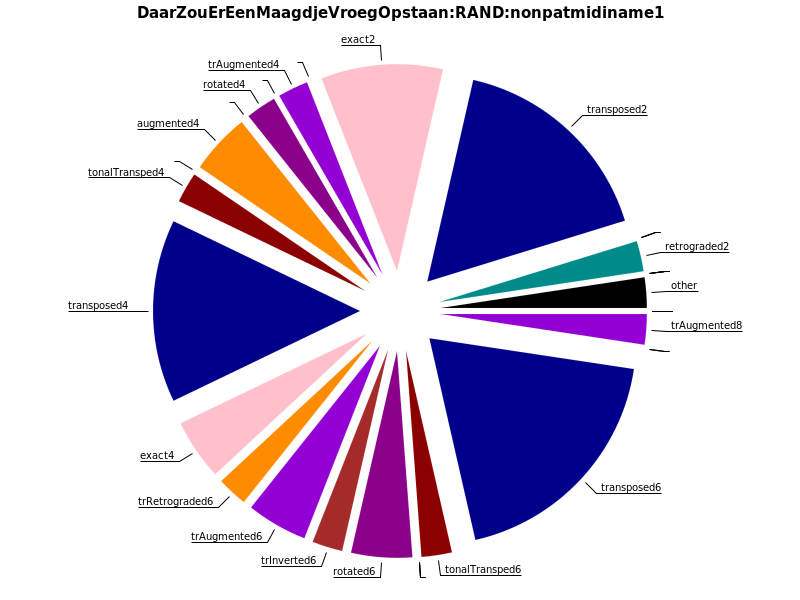 DaarZouErEenMaagdjeVroegOpstaan:RAND:nonpatmidiname1
exact2
trAugmented4
rotated4
transposed2
augmented4
tonalTransped4
retrograded2
other
transposed4
trAugmented8
exact4
transposed6
trRetrograded6
trAugmented6
trInverted6
rotated6
tonalTransped6